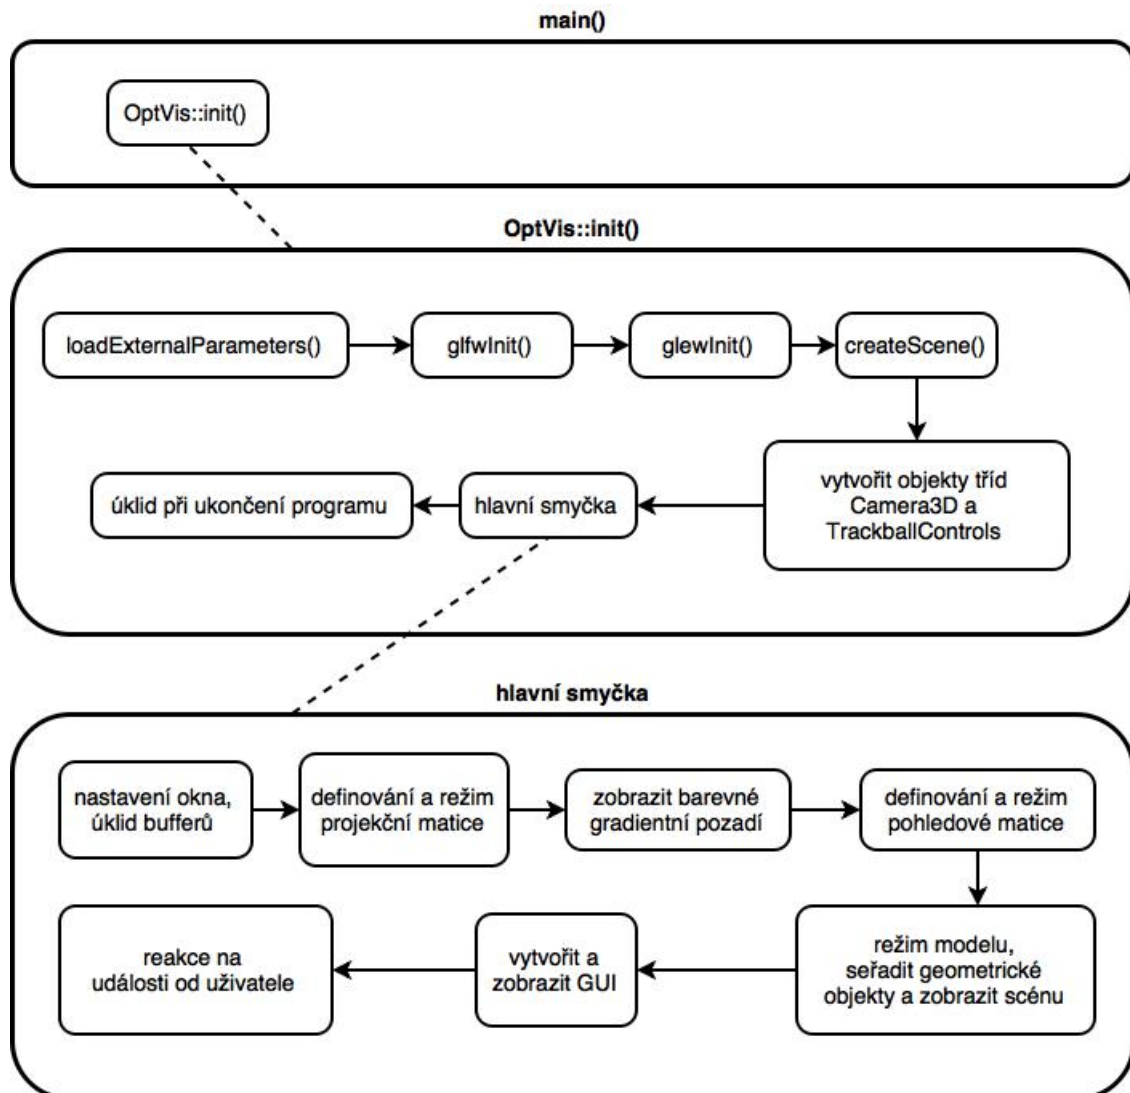 main()
OptVis::init()
OptVis::init()
loadExternalParameters()
glfwInit()
glewInit()
createScene()
vytvořit objekty tříd
Camera3D a
TrackballControls
hlavní smyčka
úklid při ukončení programu
hlavní smyčka
nastavení okna,
úklid bufferů
definování a režim
projekční matice
zobrazit barevné
gradientní pozadí
definování a režim
pohledové matice
režim modelu,
seřadit geometrické
objekty a zobrazit scénu
vytvořit a
zobrazit GUI
reakce na
události od uživatele